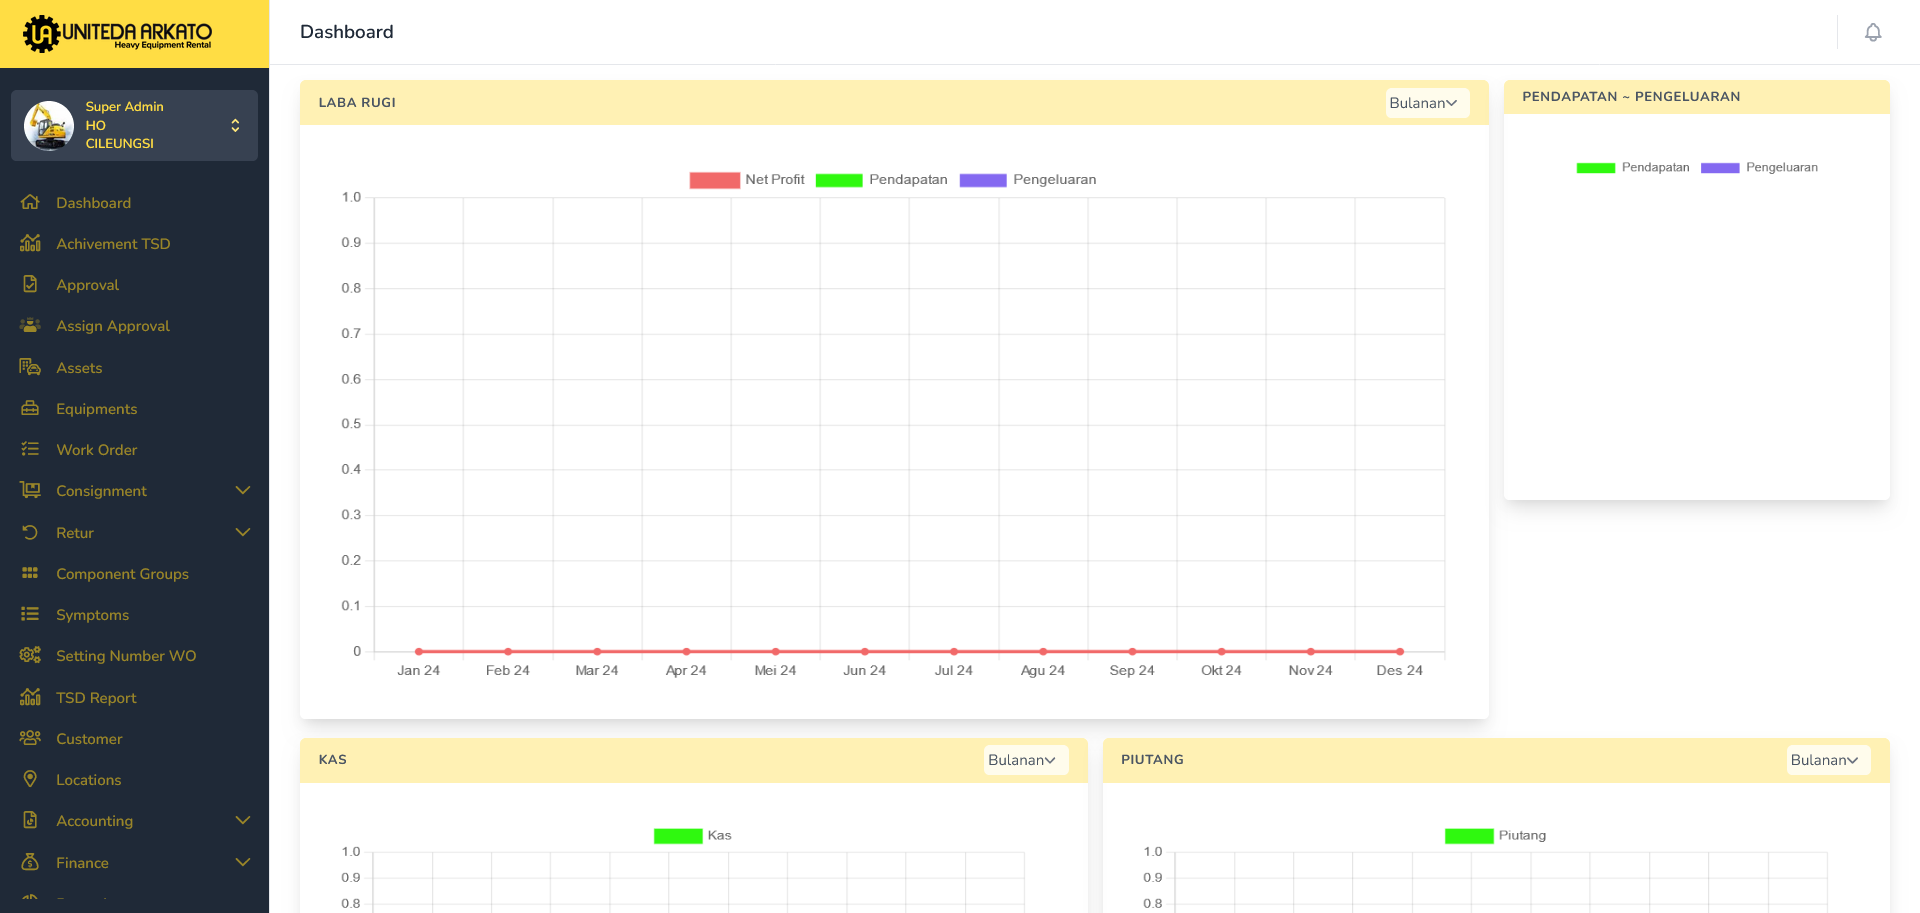 UNITEDA ARKATO
Heavy Equipment Rental
Dashboard
Super Admin
HO
CILEUNGSI
Dashboard
Achivement TSD
Approval
Assign Approval
Assets
Equipments
Work Order
Consignment
Retur
Component Groups
Symptoms
Setting Number WO
TSD Report
Customer
Locations
Accounting
Finance
LABA RUGI
Bulanan
Net Profit Pendapatan Pengeluaran
1.0
0.9
0.8
0.7
0.6
0.5
0.4
0.3
0.2
0.1
0
Jan 24 Feb 24 Mar 24 Apr 24 Mei 24 Jun 24 Jul 24 Agu 24 Sep 24 Okt 24 Nov 24 Des 24
PENDAPATAN ~ PENGELUARAN
Pendapatan Pengeluaran
KAS
Bulanan
Kas
1.0
0.9
0.8
PIUTANG
Bulanan
Piutang
1.0
0.9
0.8